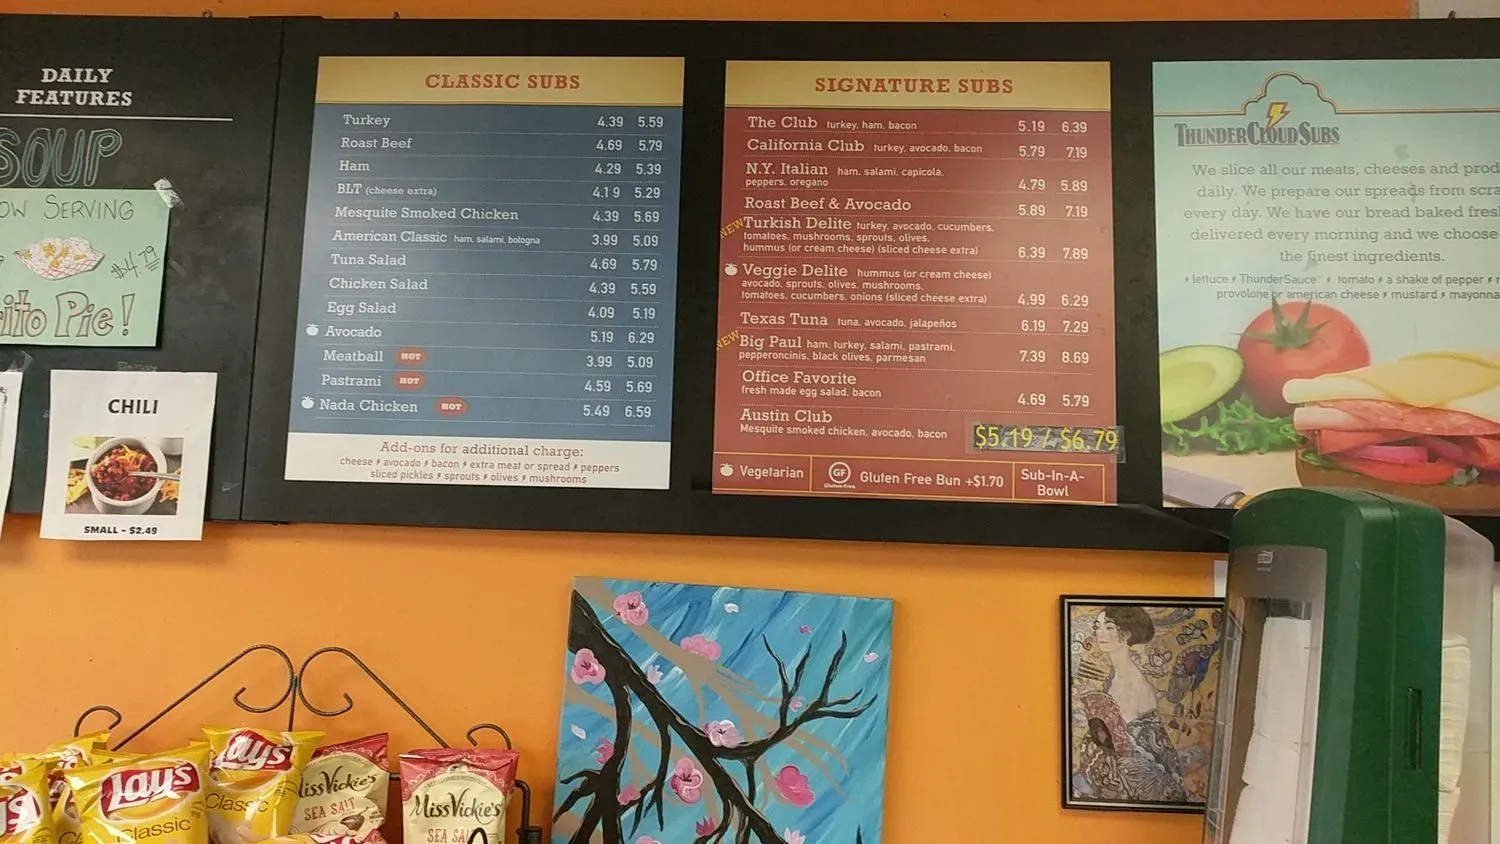 DAILY
FEATURES
SOUP
OW SERVING
$4.79
ito Pie!
CHILI
SMALL - $2.49
CLASSIC SUBS
Turkey 4.39 5.59
Roast Beef 4.69 5.79
Ham 4.29 5.39
BLT (cheese extra) 4.19 5.29
Mesquite Smoked Chicken 4.39 5.69
American Classic ham, salami, bologna 3.99 5.09
Tuna Salad 4.69 5.79
Chicken Salad 4.39 5.59
Egg Salad 4.09 5.19
Avocado 5.19 6.29
Meatball HOT 3.99 5.09
Pastrami HOT 4.59 5.69
Nada Chicken HOT 5.49 6.59
Add-ons for additional charge:
cheese avocado bacon extra meat or spread peppers
sliced pickles sprouts olives mushrooms
SIGNATURE SUBS
The Club turkey, ham, bacon 5.19 6.39
California Club turkey, avocado, bacon 5.79 7.19
N.Y. Italian ham, salami, capicola,
peppers, oregano 4.79 5.89
Roast Beef & Avocado 5.89 7.19
NEW Turkish Delite turkey, avocado, cucumbers,
tomatoes, mushrooms, sprouts, olives,
hummus (or cream cheese) (sliced cheese extra) 6.39 7.89
Veggie Delite hummus (or cream cheese)
avocado, sprouts, olives, mushrooms,
tomatoes, cucumbers, onions (sliced cheese extra) 4.99 6.29
Texas Tuna tuna, avocado, jalapeños 6.19 7.29
NEW Big Paul ham, turkey, salami, pastrami,
pepperoncinis, black olives, parmesan 7.39 8.69
Office Favorite
fresh made egg salad, bacon 4.69 5.79
Austin Club
Mesquite smoked chicken, avocado, bacon $5.19 / $6.79
Vegetarian
GF
Gluten-Free
Gluten Free Bun +$1.70
Sub-In-A-
Bowl
THUNDERCLOUDSUBS
We slice all our meats, cheeses and prod
daily. We prepare our spreads from scra
every day. We have our bread baked fres
delivered every morning and we choose
the finest ingredients.
lettuce ThunderSauce tomato a shake of pepper
provolone or american cheese mustard mayonna
Lay's
Classic
Lay's
Classic
MissVickie's
SEA SALT
MissVickie's
SEA SAL